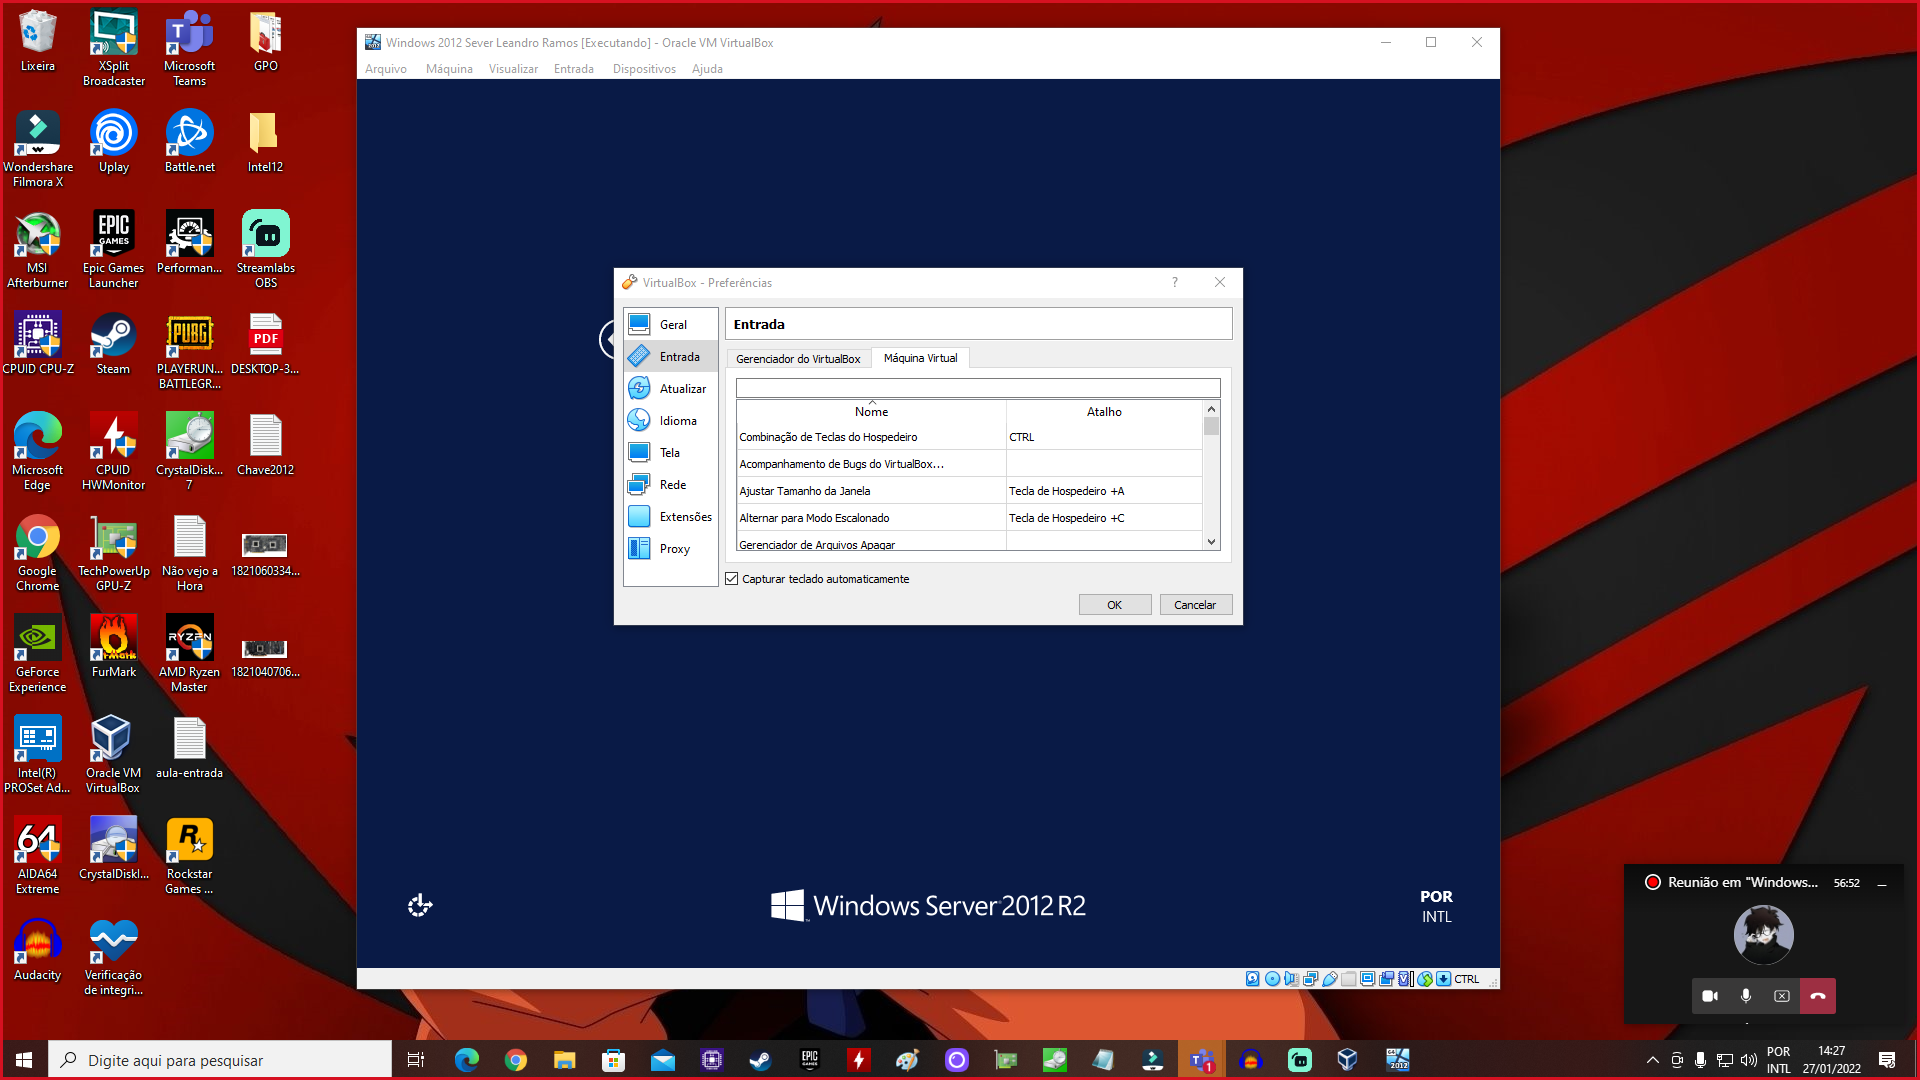 Lixeira
XSplit
Broadcaster
Microsoft
Teams
GPO
Wondershare
Filmora X
Uplay
Battle.net
Intel12
MSI
Afterburner
EPIC
GAMES
Epic Games
Launcher
Performan...
Streamlabs
OBS
CPUID CPU-Z
Steam
PUBG
PLAYERUN...
BATTLEGR...
PDF
DESKTOP-3...
Microsoft
Edge
CPUID
HWMonitor
CrystalDisk...
7
Chave2012
Google
Chrome
TechPowerUp
GPU-Z
Não vejo a
Hora
1821060334...
GeForce
Experience
FurMark
RYZEN
AMD Ryzen
Master
1821040706...
Intel(R)
PROSet Ad...
Oracle VM
VirtualBox
aula-entrada
64
AIDA64
Extreme
CrystalDiskI...
Rockstar
Games ...
Audacity
Verificação
de integri...
Windows 2012 Sever Leandro Ramos [Executando] - Oracle VM VirtualBox
Arquivo Máquina Visualizar Entrada Dispositivos Ajuda
VirtualBox - Preferências ?
Geral
Entrada
Atualizar
Idioma
Tela
Rede
Extensões
Proxy
Entrada
Gerenciador do VirtualBox Máquina Virtual
Nome Atalho
Combinação de Teclas do Hospedeiro CTRL
Acompanhamento de Bugs do VirtualBox...
Ajustar Tamanho da Janela Tecla de Hospedeiro +A
Alternar para Modo Escalonado Tecla de Hospedeiro +C
Gerenciador de Arquivos Apagar
Capturar teclado automaticamente
OK Cancelar
Windows Server 2012 R2
POR
INTL
CTRL
Reunião em "Windows... 56:52
Digite aqui para pesquisar
POR
INTL
14:27
27/01/2022